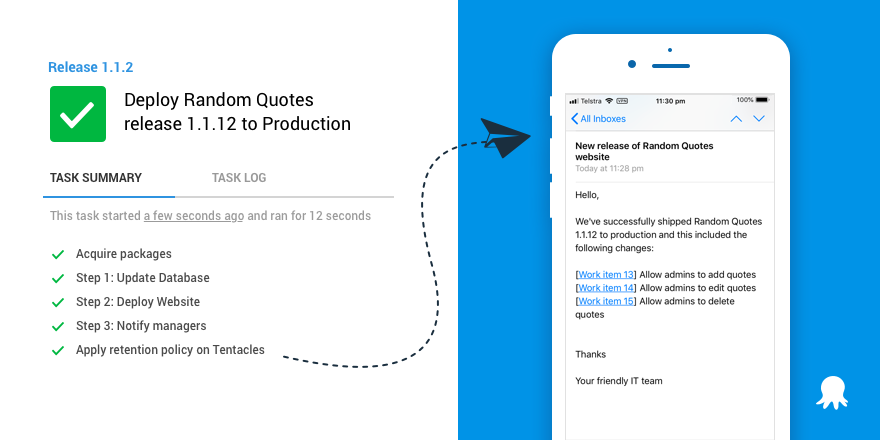 Release 1.1.2
Deploy Random Quotes
release 1.1.12 to Production
TASK SUMMARY
TASK LOG
This task started a few seconds ago and ran for 12 seconds
Acquire packages
Step 1: Update Database
Step 2: Deploy Website
Step 3: Notify managers
Apply retention policy on Tentacles
Telstra VPN 11:30 pm 100%
All Inboxes
New release of Random Quotes
website
Today at 11:28 pm
Hello,
We've successfully shipped Random Quotes
1.1.12 to production and this included the
following changes:
[Work item 13] Allow admins to add quotes
[Work item 14] Allow admins to edit quotes
[Work item 15] Allow admins to delete
quotes
Thanks
Your friendly IT team